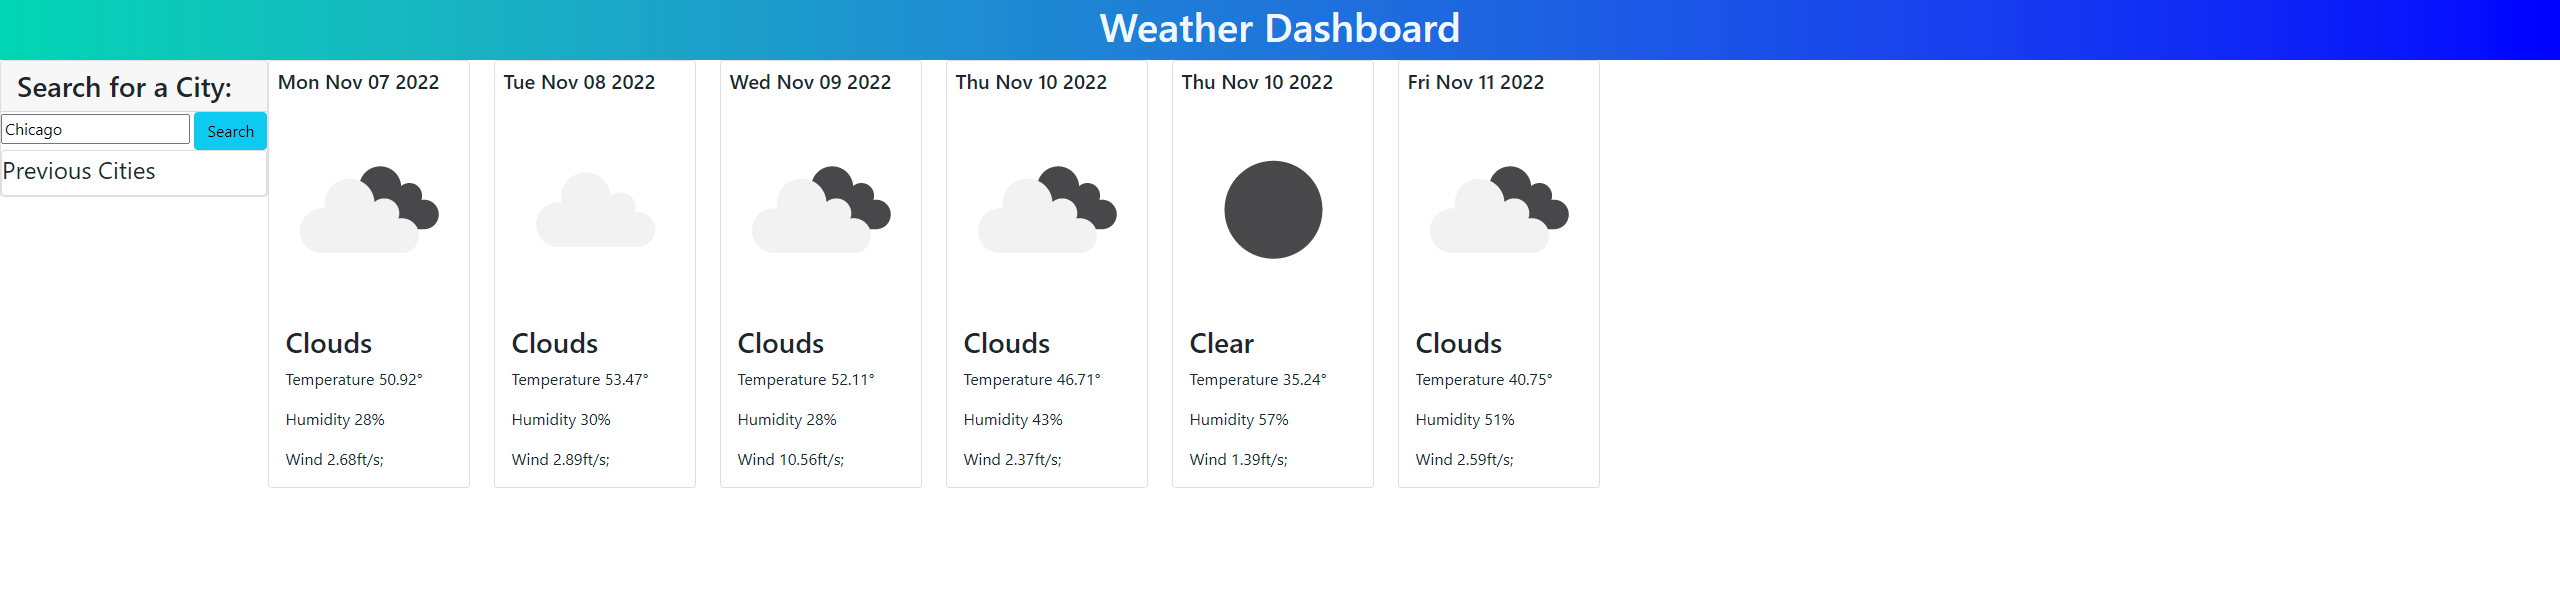 Weather Dashboard
Search for a City:
Chicago
Search
Previous Cities
Mon Nov 07 2022
Clouds
Temperature 50.92°
Humidity 28%
Wind 2.68ft/s;
Tue Nov 08 2022
Clouds
Temperature 53.47°
Humidity 30%
Wind 2.89ft/s;
Wed Nov 09 2022
Clouds
Temperature 52.11°
Humidity 28%
Wind 10.56ft/s;
Thu Nov 10 2022
Clouds
Temperature 46.71°
Humidity 43%
Wind 2.37ft/s;
Thu Nov 10 2022
Clear
Temperature 35.24°
Humidity 57%
Wind 1.39ft/s;
Fri Nov 11 2022
Clouds
Temperature 40.75°
Humidity 51%
Wind 2.59ft/s;